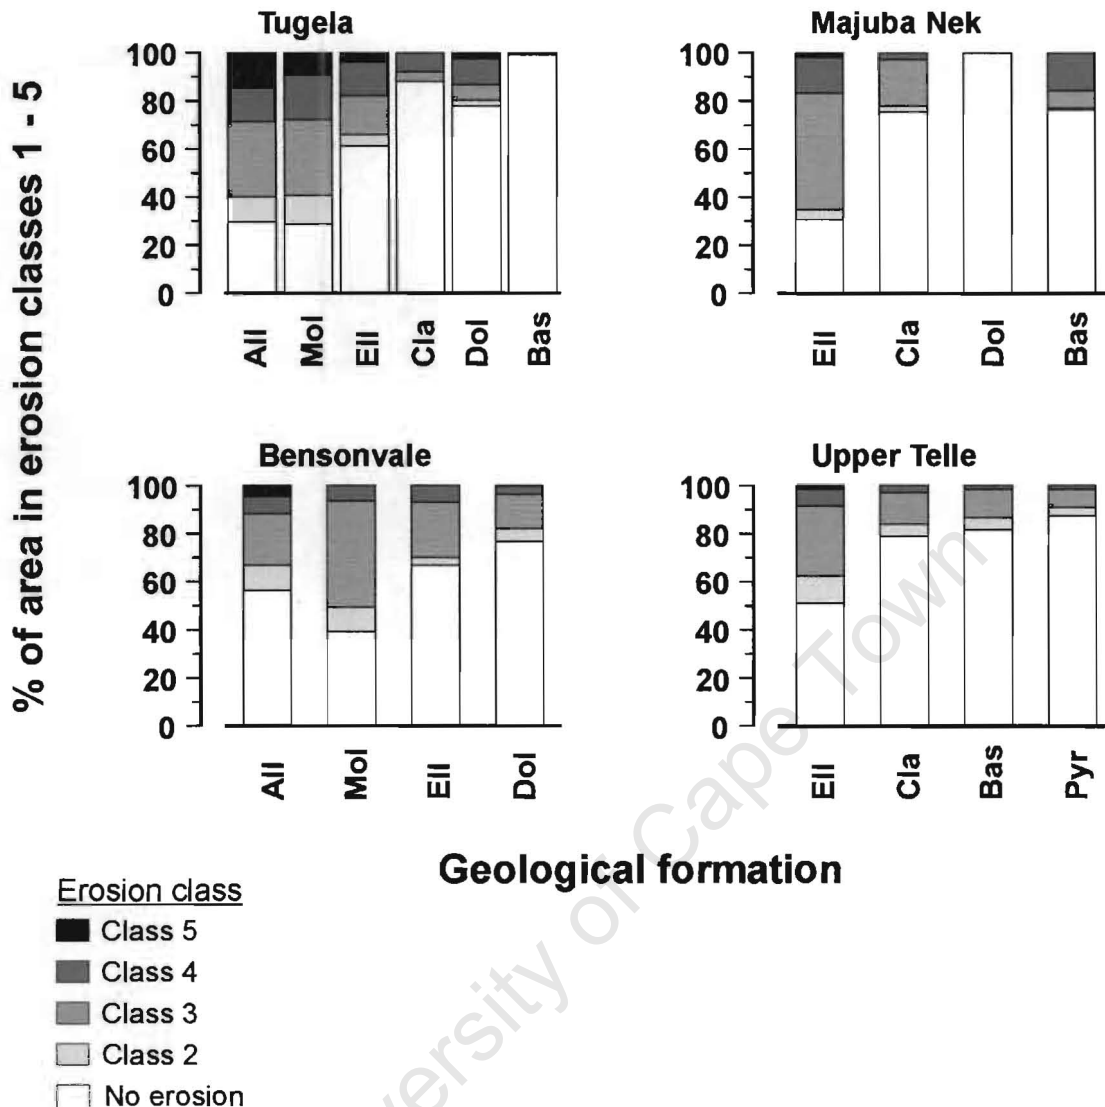 % of area in erosion classes 1 - 5
Tugela
100
80
60
40
20
0
All
Mol
Ell
Cla
Dol
Bas
Majuba Nek
100
80
60
40
20
0
Ell
Cla
Dol
Bas
Bensonvale
100
80
60
40
20
0
All
Mol
Ell
Dol
Upper Telle
100
80
60
40
20
0
Ell
Cla
Bas
Pyr
Geological formation
Erosion class
Class 5
Class 4
Class 3
Class 2
No erosion
versity of Cape Town